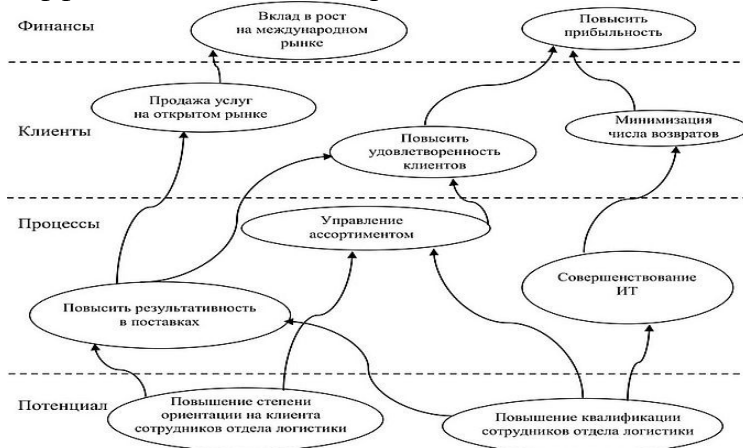 Финансы
Вклад в рост
на международном
рынке
Повысить
прибыльность
Клиенты
Продажа услуг
на открытом рынке
Повысить
удовлетворенность
клиентов
Минимизация
числа возвратов
Процессы
Управление
ассортиментом
Повысить результативность
в поставках
Совершенствование
ИТ
Потенциал
Повышение степени
ориентации на клиента
сотрудников отдела логистики
Повышение квалификации
сотрудников отдела логистики